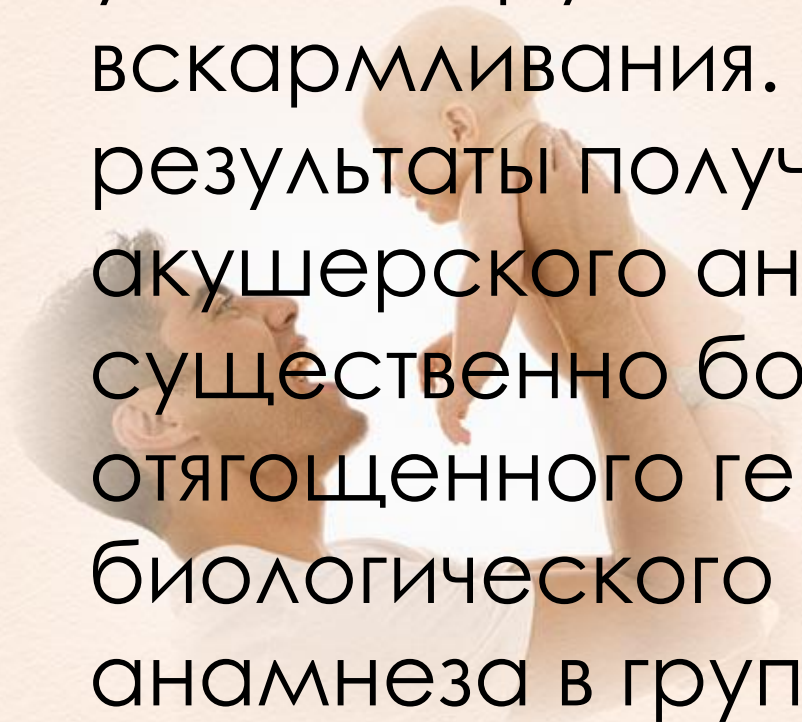 вскармливания.
результаты получ
акушерского ан
существенно бо
отягощенного ге
биологического
анамнеза в груп